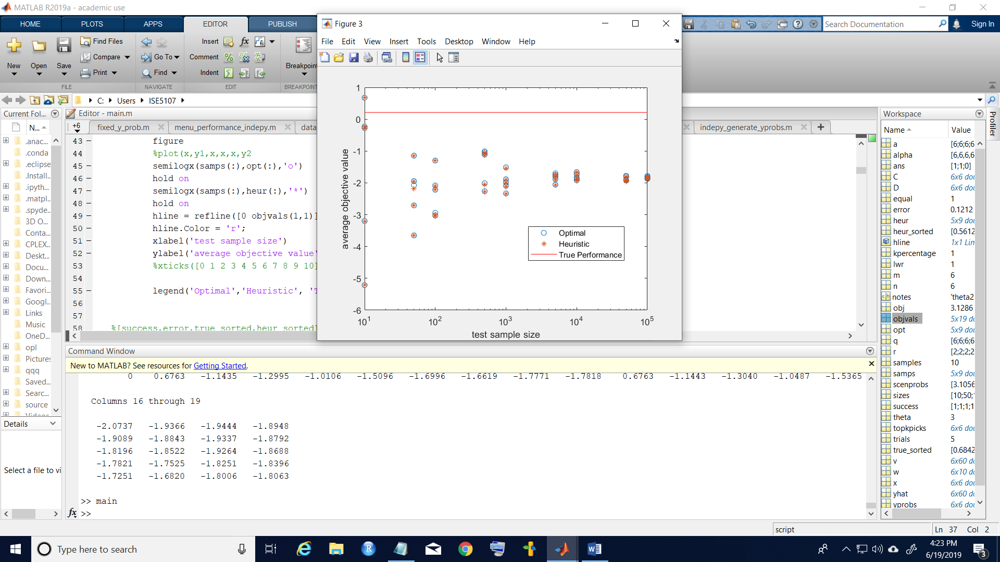 MATLAB R2019a - academic use
HOME PLOTS APPS EDITOR PUBLISH
Search Documentation
Sign In
Find Files
Compare
Print
New Open Save
FILE
Go To
Find
NAVIGATE
Insert
Comment
Indent
EDIT
Breakpoint
BREAKPOINT
C: Users ISE5107
Current Fol...
N...
.anac...
.conda
.eclipse
.Install...
.ipyth...
.matpl...
.spyde...
3D O...
Conta...
CPLEX...
Deskt...
Docu...
Down...
Favori...
Googl...
Links
Music
OneD...
opl
Pictures
qqq
Saved...
Searc...
source
Videos
Details
Select a file to vi
Editor - main.m
+6
fixed_y_prob.m
menu_performance_indepy.m
data
indepy_generate_yprobs.m
43 figure
44 %plot(x,y1,x,x,x,y2
45 semilogx(samps(:),opt(:),'o')
46 hold on
47 semilogx(samps(:),heur(:),'*')
48 hold on
49 hline = refline([0 objvals(1,1)]
50 hline.Color = 'r';
51 xlabel('test sample size')
52 ylabel('average objective value'
53 %xticks([0 1 2 3 4 5 6 7 8 9 10]
54
55 legend('Optimal','Heuristic', 'T
56
57
58 %[success,error,true_sorted,heur_sorted]
Figure 3
File Edit View Insert Tools Desktop Window Help
1
0
-1
-2
-3
-4
-5
-6
average objective value
10^1 10^2 10^3 10^4 10^5
test sample size
Optimal
Heuristic
True Performance
Command Window
New to MATLAB? See resources for Getting Started.
0 0.6763 -1.1435 -1.2995 -1.0106 -1.5096 -1.6996 -1.6619 -1.7771 -1.7818 0.6763 -1.1443 -1.3040 -1.0487 -1.5365
Columns 16 through 19
-2.0737 -1.9366 -1.9444 -1.8948
-1.9089 -1.8843 -1.9337 -1.8792
-1.8196 -1.8522 -1.9264 -1.8688
-1.7821 -1.7525 -1.8251 -1.8396
-1.7251 -1.6820 -1.8006 -1.8063
>> main
fx >>
Workspace
Profiler
Name Value
a [6;6;6;6
alpha [6,6,6,6
ans [1;1;0]
C 6x6 dou
D 6x6 dou
equal 1
error 0.1212
heur 5x9 dou
heur_sorted [0.5612
hline 1x1 Lin
kpercentage 1
lwr 1
m 6
n 6
notes 'theta2
obj 3.1286
objvals 5x19 do
opt 5x9 dou
q [6;6;6;6
r [2;2;2;2
samples 10
samps 5x9 dou
scenprobs [3.1056
sizes [10;50;1
success [1;1;1;1
theta 3
topkpicks 6x6 dou
trials 5
true_sorted [0.6842
v 6x60 do
w 6x10 do
x 6x6 dou
yhat 6x60 do
yprobs 6x6 dou
script
Ln 37 Col 2
Type here to search
4:23 PM
6/19/2019
3